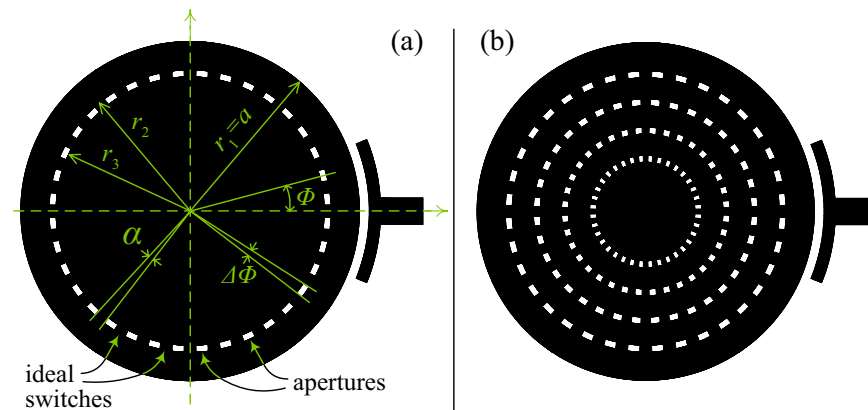 (a)
(b)
r₁=a
r₂
r₃
Φ
α
ΔΦ
ideal
switches
apertures